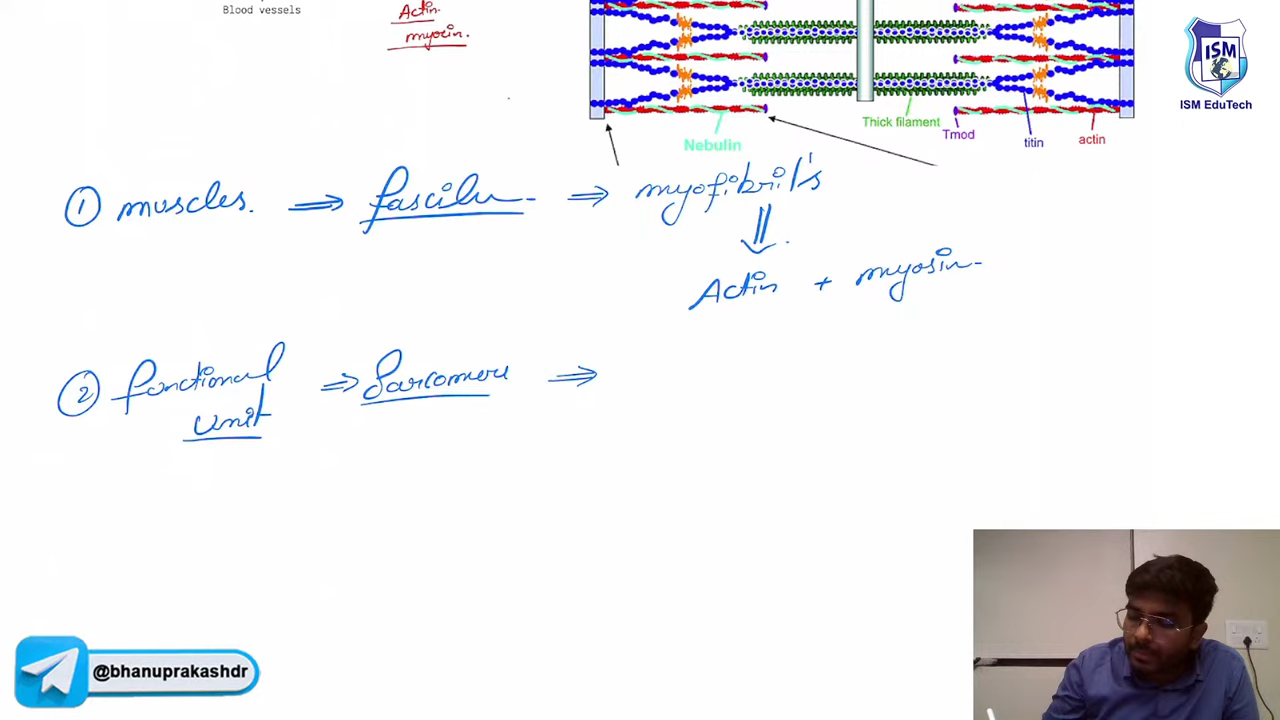 Blood vessels
Actin.
myosin.
ISM
ISM EduTech
Thick filament
Tmod
titin
actin
Nebulin
① muscles. ⇒ fascilu ⇒ myofibril's
⇓
Actin + myosin
② functional ⇒ Sarcomere ⇒
unit
@bhanuprakashdr